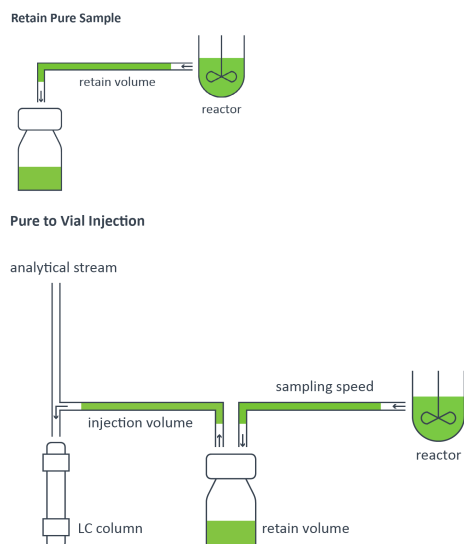 Retain Pure Sample
retain volume
reactor
Pure to Vial Injection
analytical stream
sampling speed
injection volume
reactor
LC column
retain volume